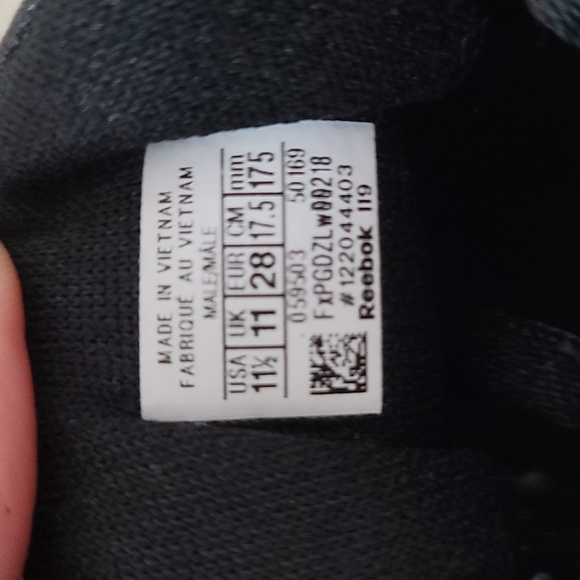 MADE IN VIETNAM
FABRIQUÉ AU VIETNAM
MALE/MÂLE
USA UK EUR CM mm
11½ 11 28 17.5 175
059503 50169
FxPGDZLw00218
#122044403
Reebok 119